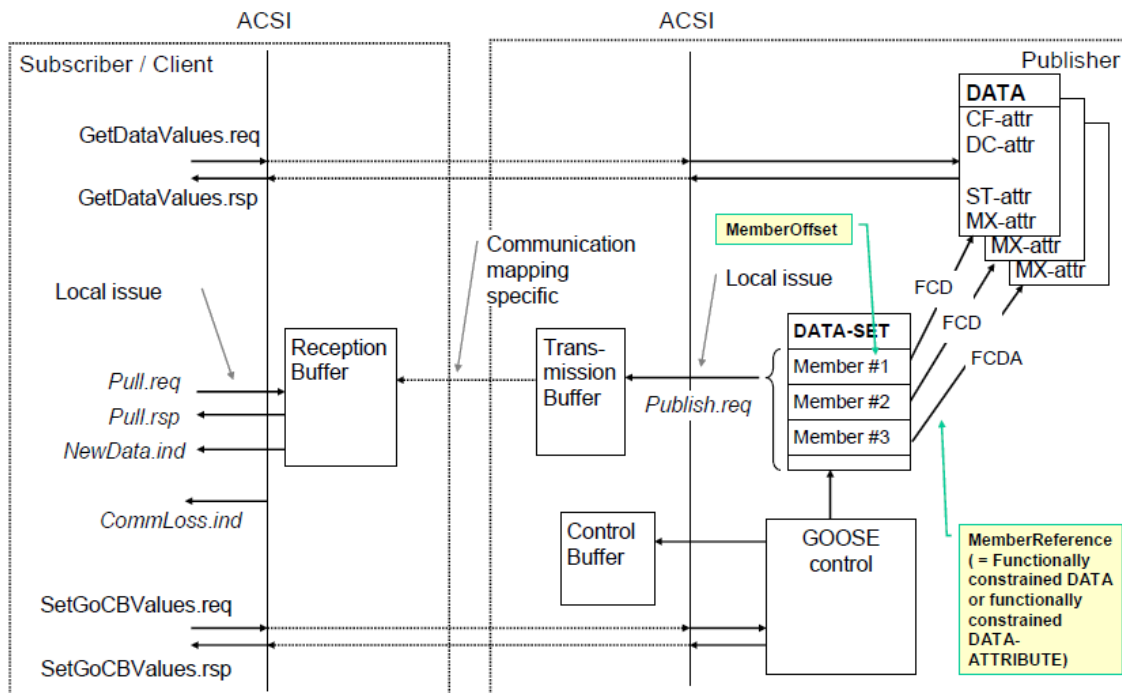 ACSI
ACSI
Subscriber / Client
Publisher
DATA
CF-attr
DC-attr
ST-attr
MX-attr
MX-attr
MX-attr
GetDataValues.req
GetDataValues.rsp
MemberOffset
Communication
mapping
specific
Local issue
Local issue
FCD
FCD
FCDA
DATA-SET
Member #1
Member #2
Member #3
Reception
Buffer
Trans-
mission
Buffer
Pull.req
Pull.rsp
NewData.ind
Publish.req
CommLoss.ind
Control
Buffer
GOOSE
control
MemberReference
( = Functionally
constrained DATA
or functionally
constrained
DATA-
ATTRIBUTE)
SetGoCBValues.req
SetGoCBValues.rsp